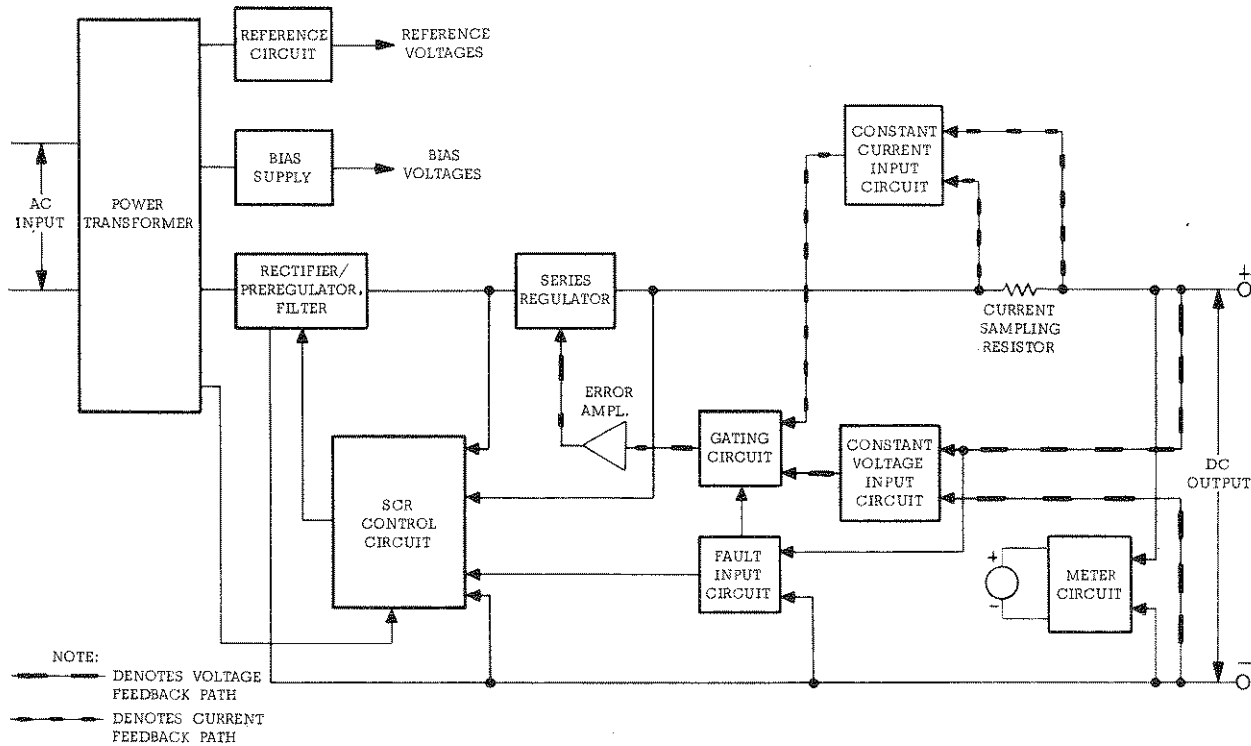 REFERENCE
CIRCUIT
REFERENCE
VOLTAGES
BIAS
SUPPLY
BIAS
VOLTAGES
AC
INPUT
POWER
TRANSFORMER
CONSTANT
CURRENT
INPUT
CIRCUIT
RECTIFIER/
PREREGULATOR,
FILTER
SERIES
REGULATOR
CURRENT
SAMPLING
RESISTOR
+
ERROR
AMPL.
GATING
CIRCUIT
CONSTANT
VOLTAGE
INPUT
CIRCUIT
DC
OUTPUT
SCR
CONTROL
CIRCUIT
FAULT
INPUT
CIRCUIT
+
-
METER
CIRCUIT
-
NOTE:
DENOTES VOLTAGE
FEEDBACK PATH
DENOTES CURRENT
FEEDBACK PATH